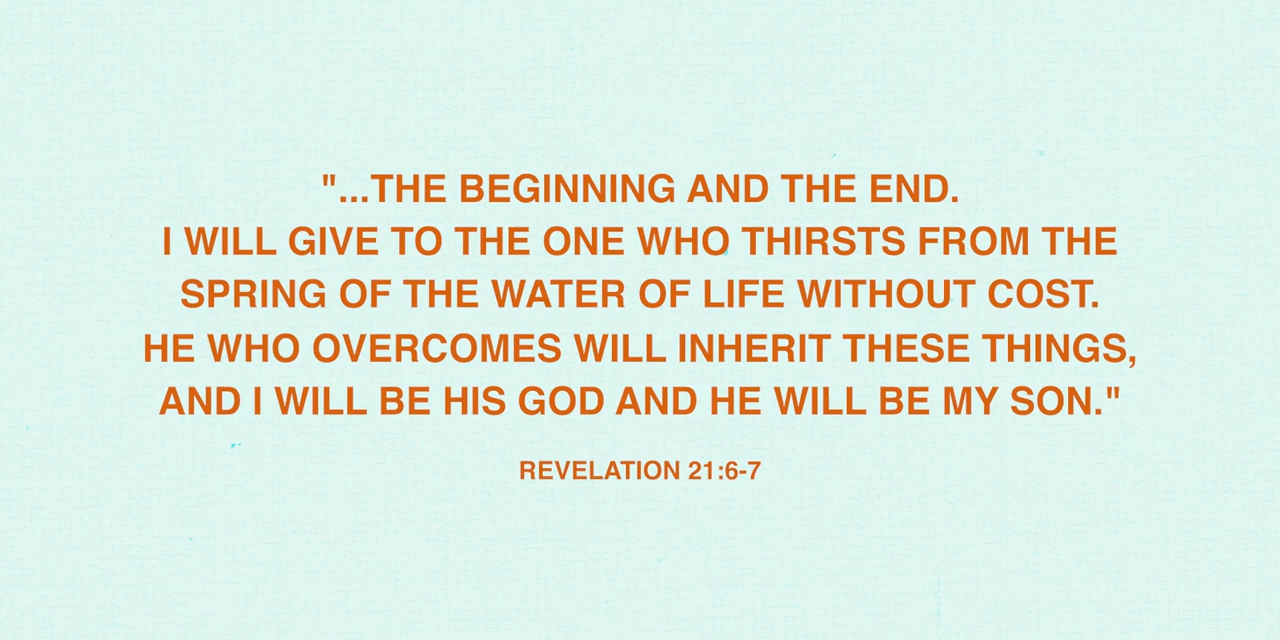 "...THE BEGINNING AND THE END.
I WILL GIVE TO THE ONE WHO THIRSTS FROM THE
SPRING OF THE WATER OF LIFE WITHOUT COST.
HE WHO OVERCOMES WILL INHERIT THESE THINGS,
AND I WILL BE HIS GOD AND HE WILL BE MY SON."
REVELATION 21:6-7